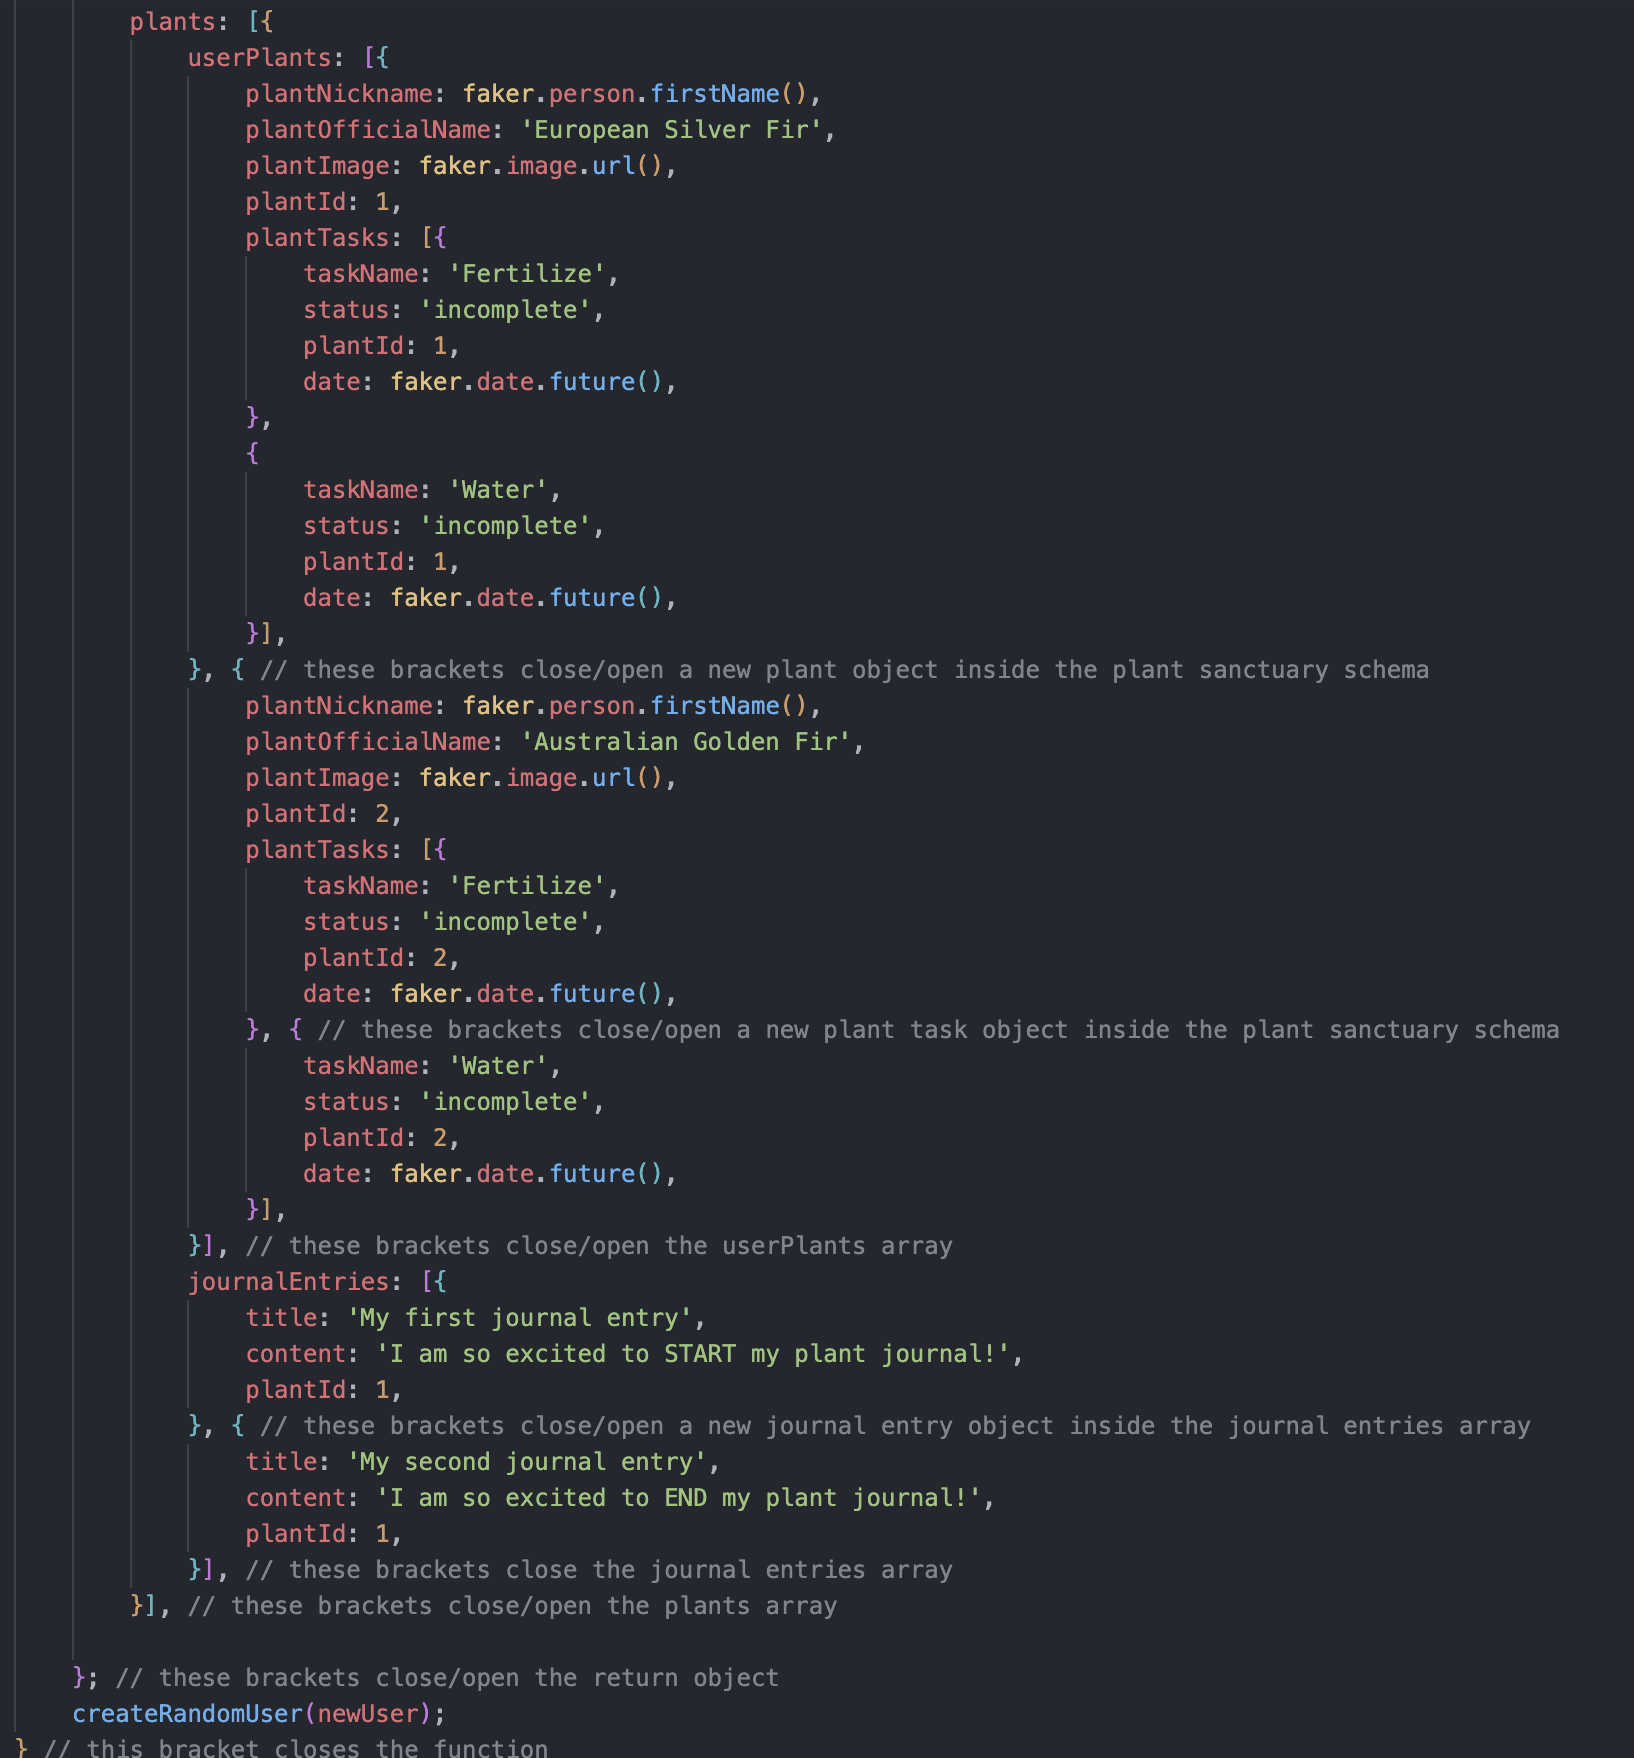 plants: [{
userPlants: [{
plantNickname: faker.person.firstName(),
plantOfficialName: 'European Silver Fir',
plantImage: faker.image.url(),
plantId: 1,
plantTasks: [{
taskName: 'Fertilize',
status: 'incomplete',
plantId: 1,
date: faker.date.future(),
},
{
taskName: 'Water',
status: 'incomplete',
plantId: 1,
date: faker.date.future(),
}],
}, { // these brackets close/open a new plant object inside the plant sanctuary schema
plantNickname: faker.person.firstName(),
plantOfficialName: 'Australian Golden Fir',
plantImage: faker.image.url(),
plantId: 2,
plantTasks: [{
taskName: 'Fertilize',
status: 'incomplete',
plantId: 2,
date: faker.date.future(),
}, { // these brackets close/open a new plant task object inside the plant sanctuary schema
taskName: 'Water',
status: 'incomplete',
plantId: 2,
date: faker.date.future(),
}],
}], // these brackets close/open the userPlants array
journalEntries: [{
title: 'My first journal entry',
content: 'I am so excited to START my plant journal!',
plantId: 1,
}, { // these brackets close/open a new journal entry object inside the journal entries array
title: 'My second journal entry',
content: 'I am so excited to END my plant journal!',
plantId: 1,
}], // these brackets close the journal entries array
}], // these brackets close/open the plants array
}; // these brackets close/open the return object
createRandomUser(newUser);
} // this bracket closes the function